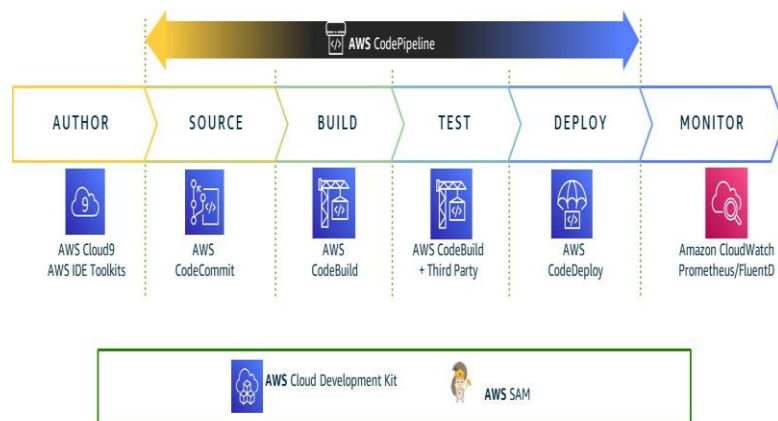 AWS CodePipeline
AUTHOR
SOURCE
BUILD
TEST
DEPLOY
MONITOR
9
AWS Cloud9
AWS IDE Toolkits
AWS
CodeCommit
AWS
CodeBuild
AWS CodeBuild
+ Third Party
AWS
CodeDeploy
Amazon CloudWatch
Prometheus/FluentD
AWS Cloud Development Kit
AWS SAM